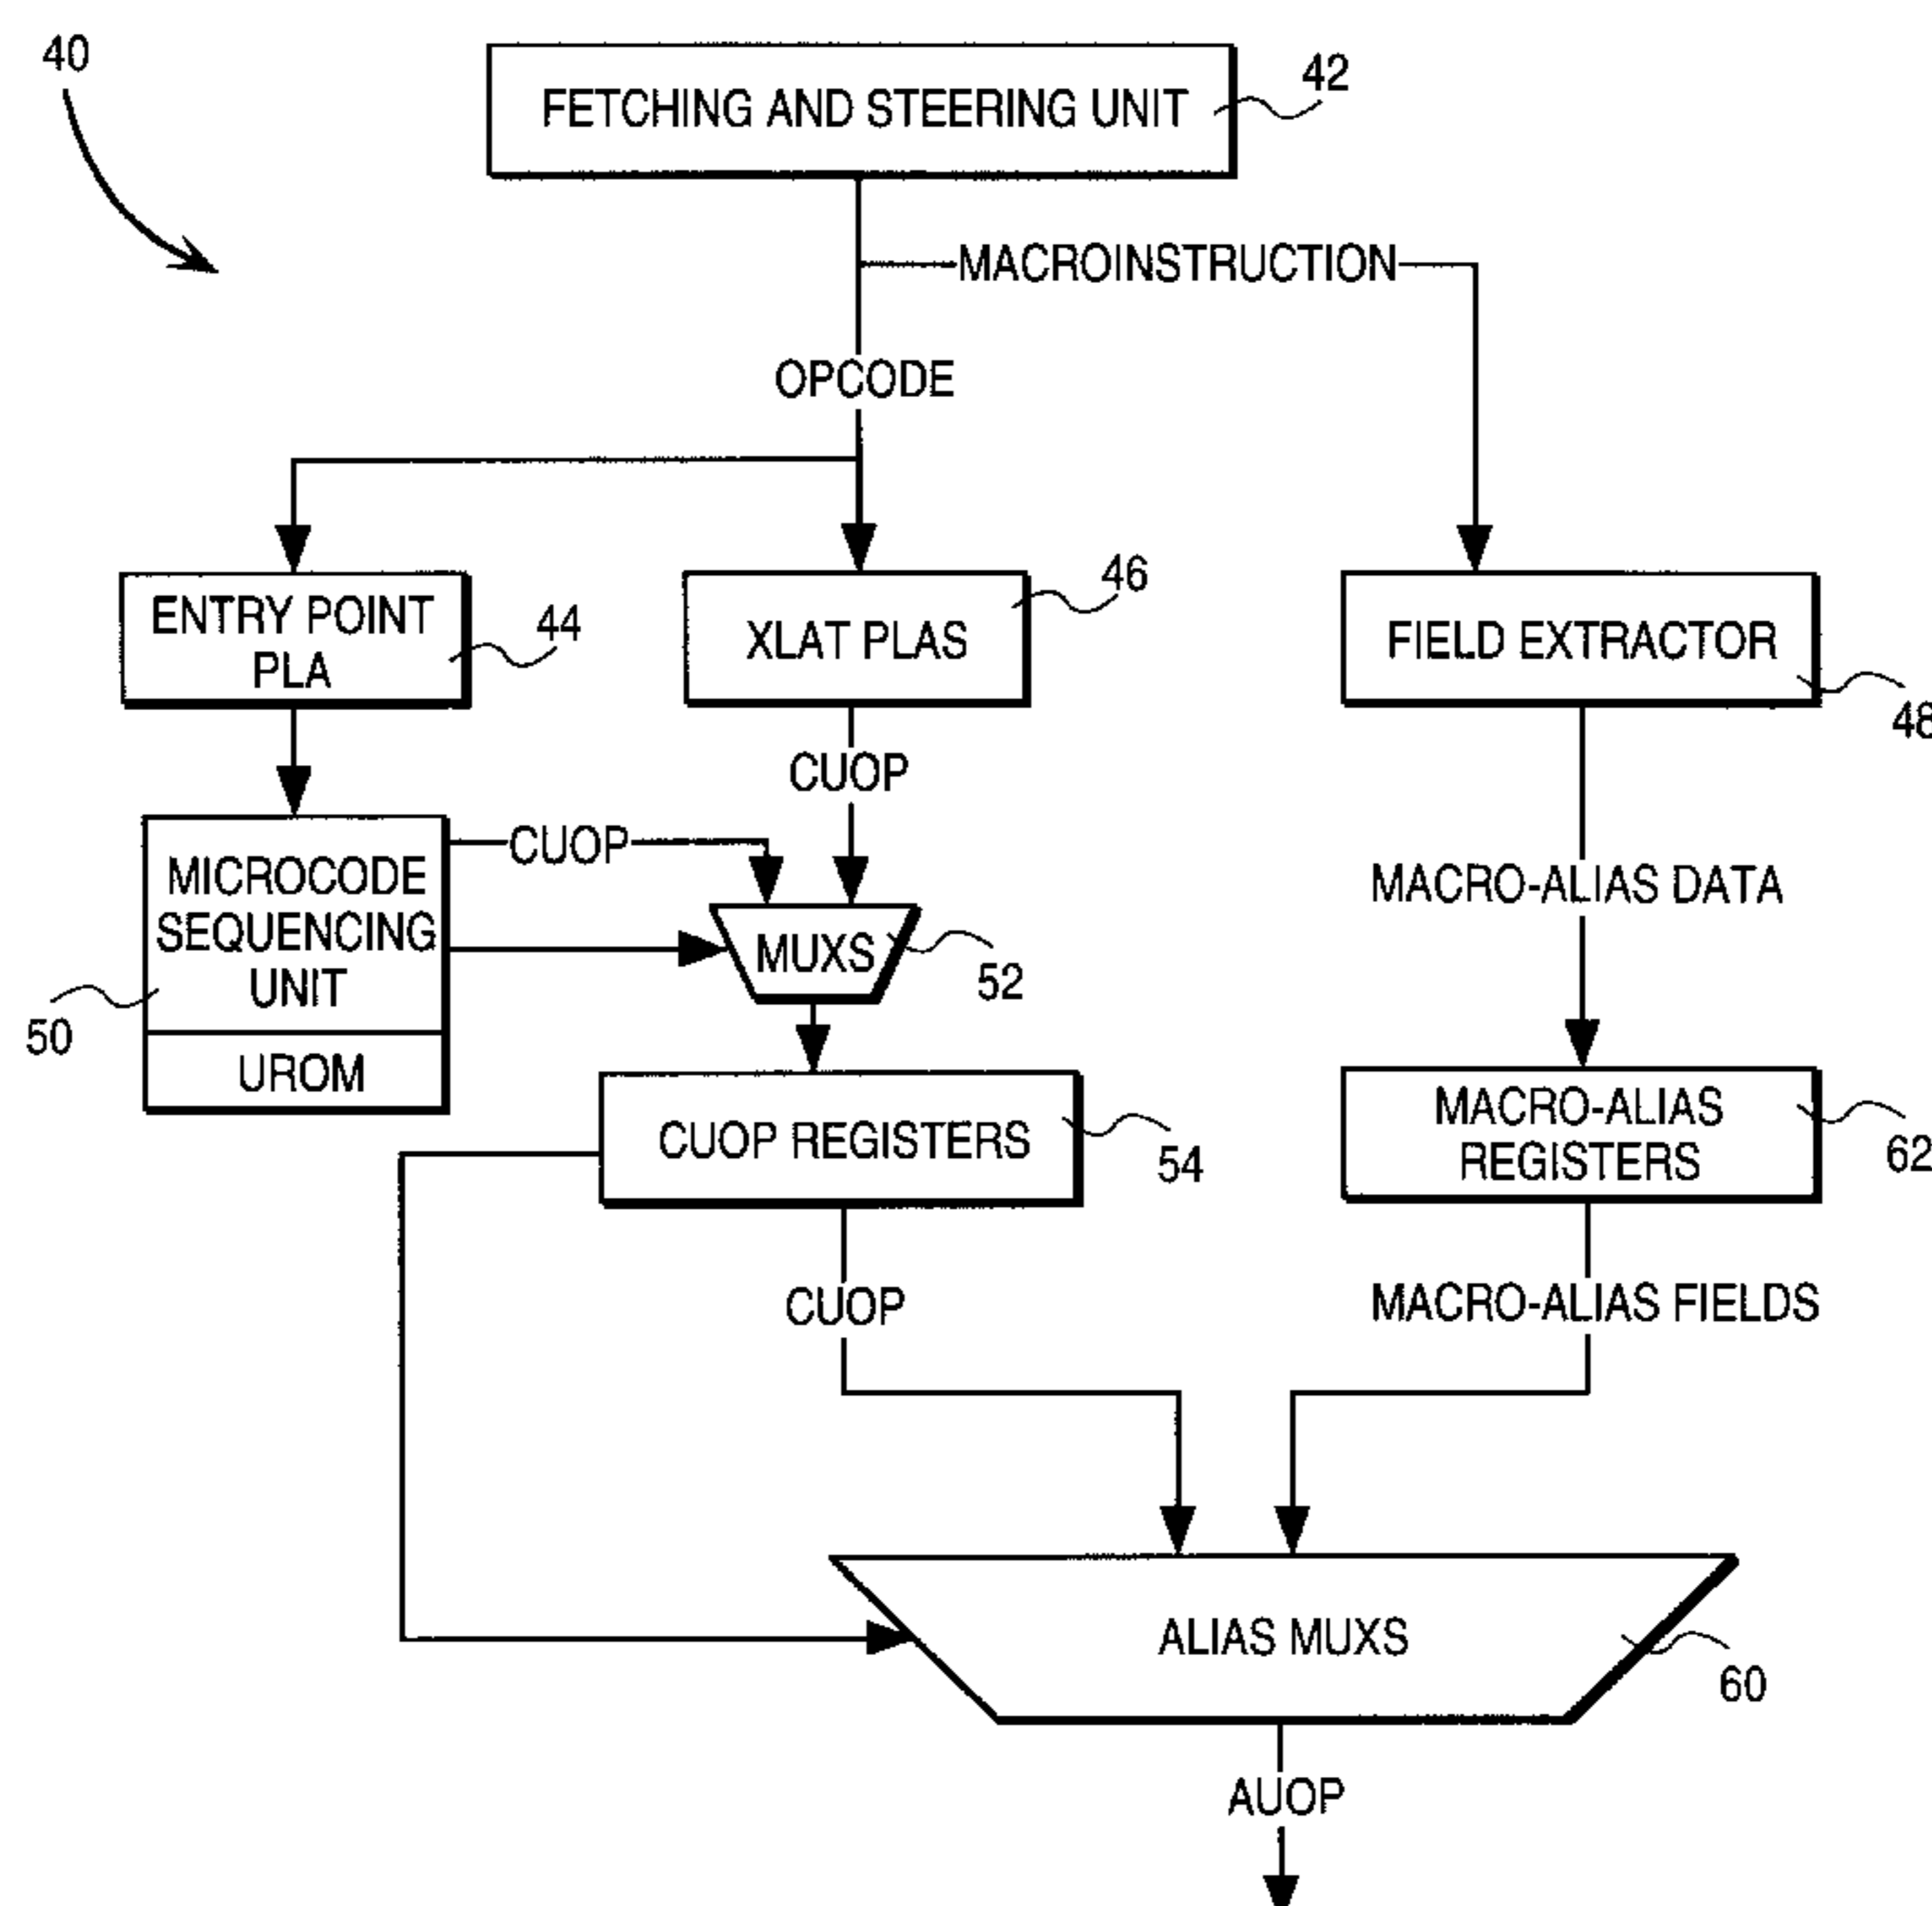 40
FETCHING AND STEERING UNIT
42
MACROINSTRUCTION
OPCODE
ENTRY POINT
PLA
44
XLAT PLAS
46
FIELD EXTRACTOR
48
CUOP
CUOP
MICROCODE
SEQUENCING
UNIT
50
UROM
MUXS
52
MACRO-ALIAS DATA
CUOP REGISTERS
54
MACRO-ALIAS
REGISTERS
62
CUOP
MACRO-ALIAS FIELDS
ALIAS MUXS
60
AUOP